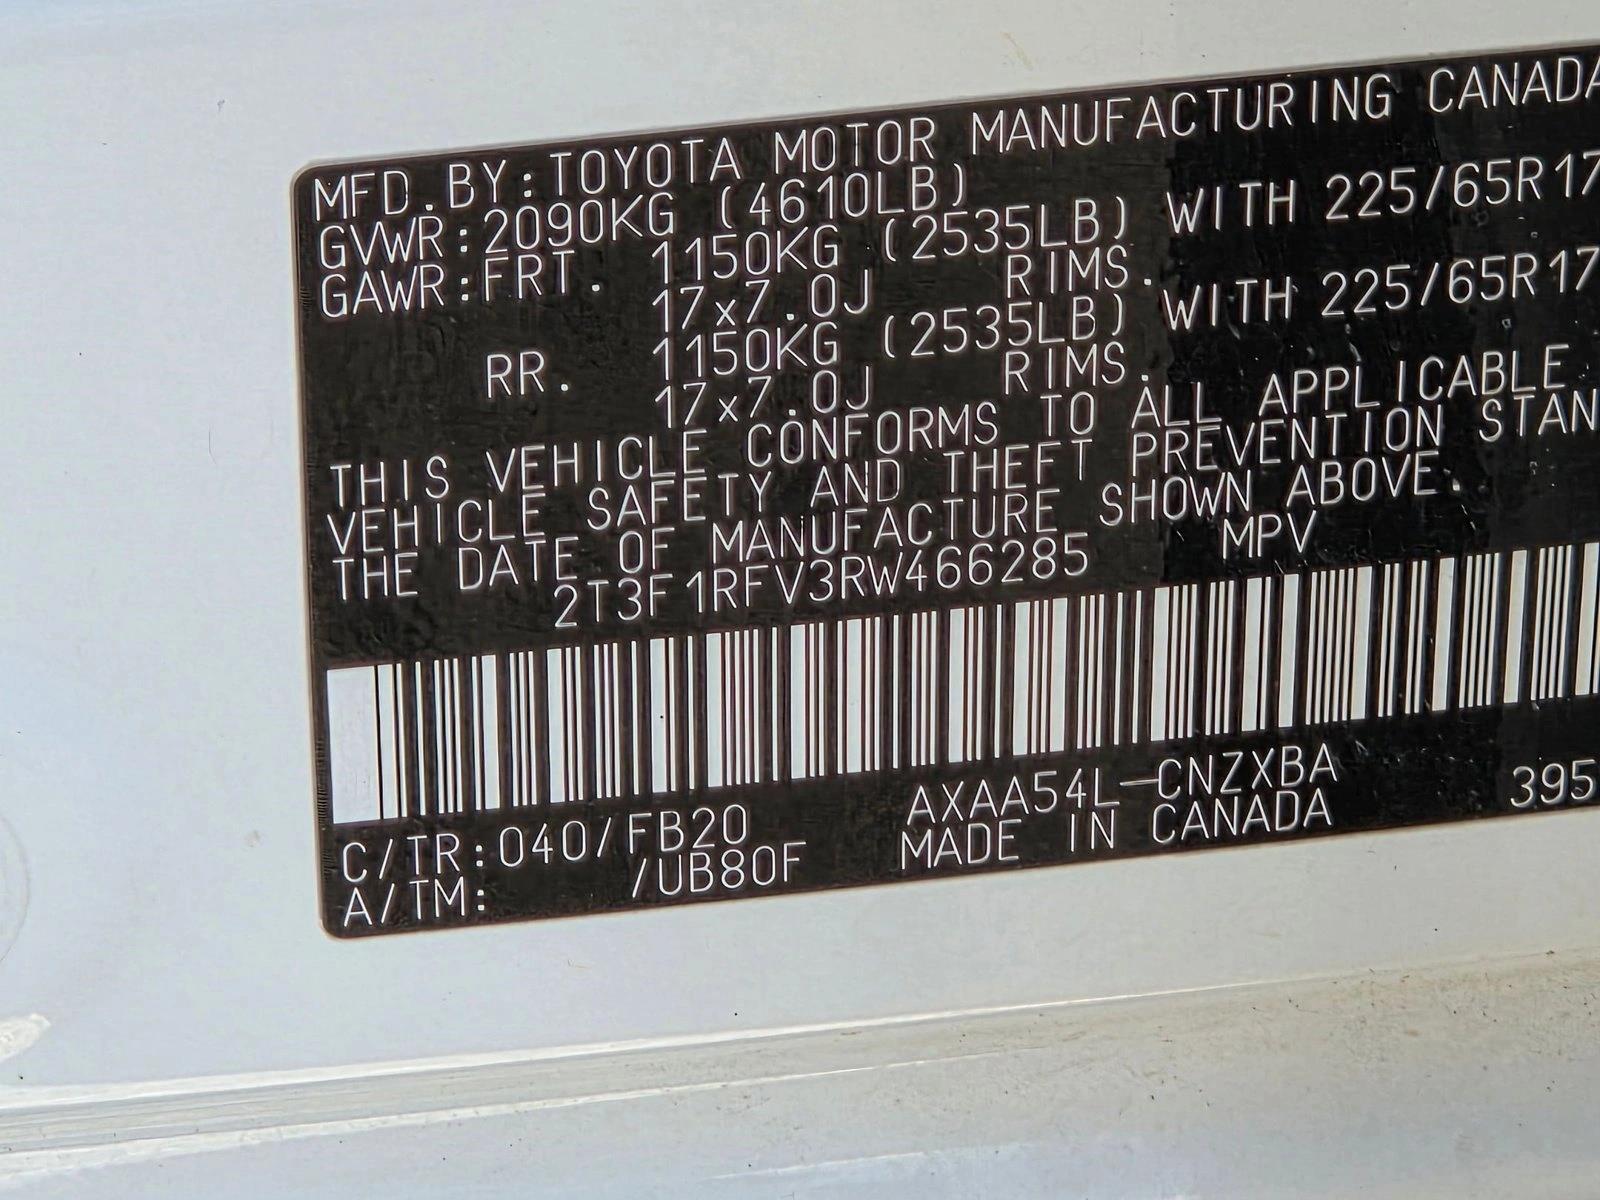 MFD.BY:TOYOTA MOTOR MANUFACTURING CANADA
GVWR:2090KG (4610LB)
GAWR:FRT. 1150KG (2535LB) WITH 225/65R17
17x7.0J RIMS.
RR. 1150KG (2535LB) WITH 225/65R17
17x7.0J RIMS.
THIS VEHICLE CONFORMS TO ALL APPLICABLE
VEHICLE SAFETY AND THEFT PREVENTION STAN
THE DATE OF MANUFACTURE SHOWN ABOVE.
2T3F1RFV3RW466285 MPV
C/TR:040/FB20 AXAA54L-CNZXBA 395
A/TM: /UB80F MADE IN CANADA